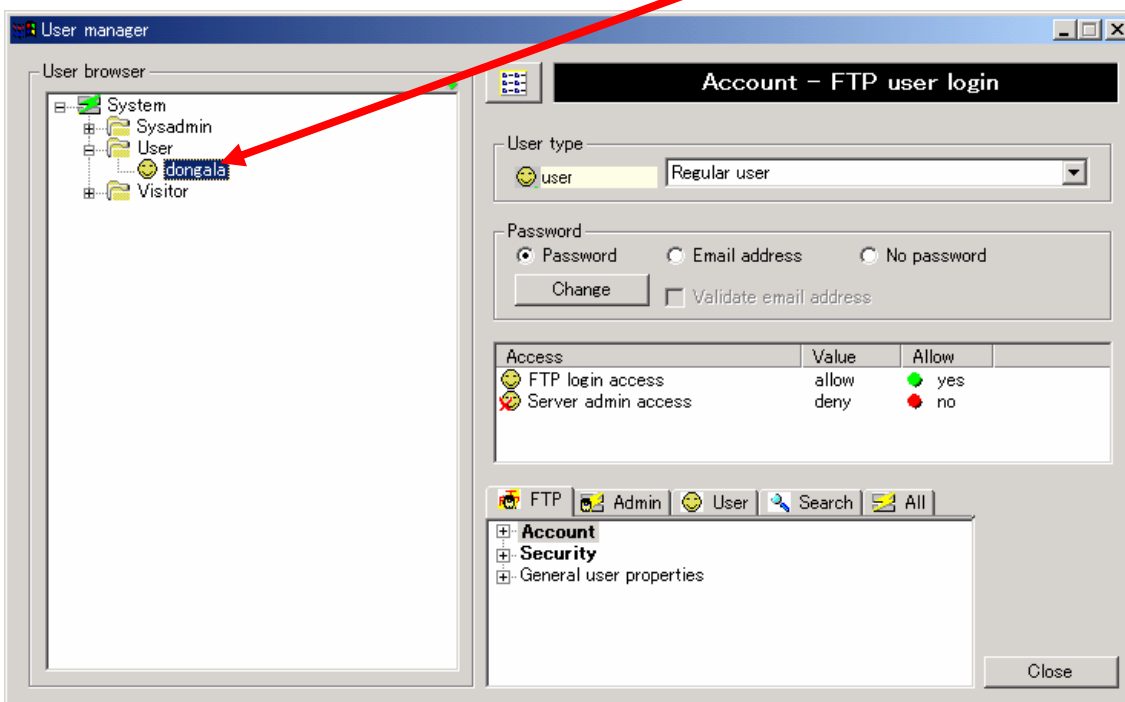 User manager
User browser
System
Sysadmin
User
dongala
Visitor
Account - FTP user login
User type
user
Regular user
Password
Password Email address No password
Change Validate email address
Access Value Allow
FTP login access allow yes
Server admin access deny no
FTP Admin User Search All
Account
Security
General user properties
Close